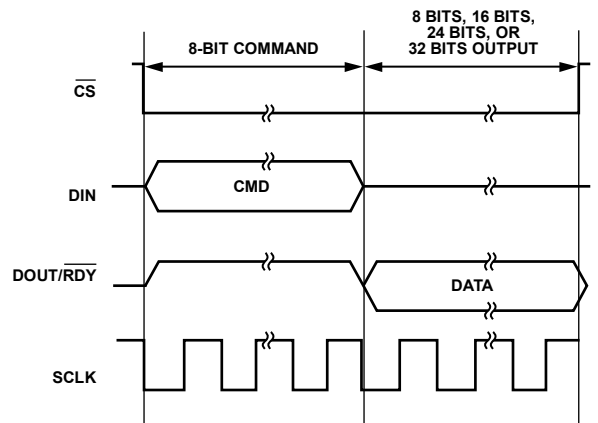 8 BITS, 16 BITS,
24 BITS, OR
32 BITS OUTPUT
8-BIT COMMAND
CS
DIN
CMD
DOUT/RDY
DATA
SCLK